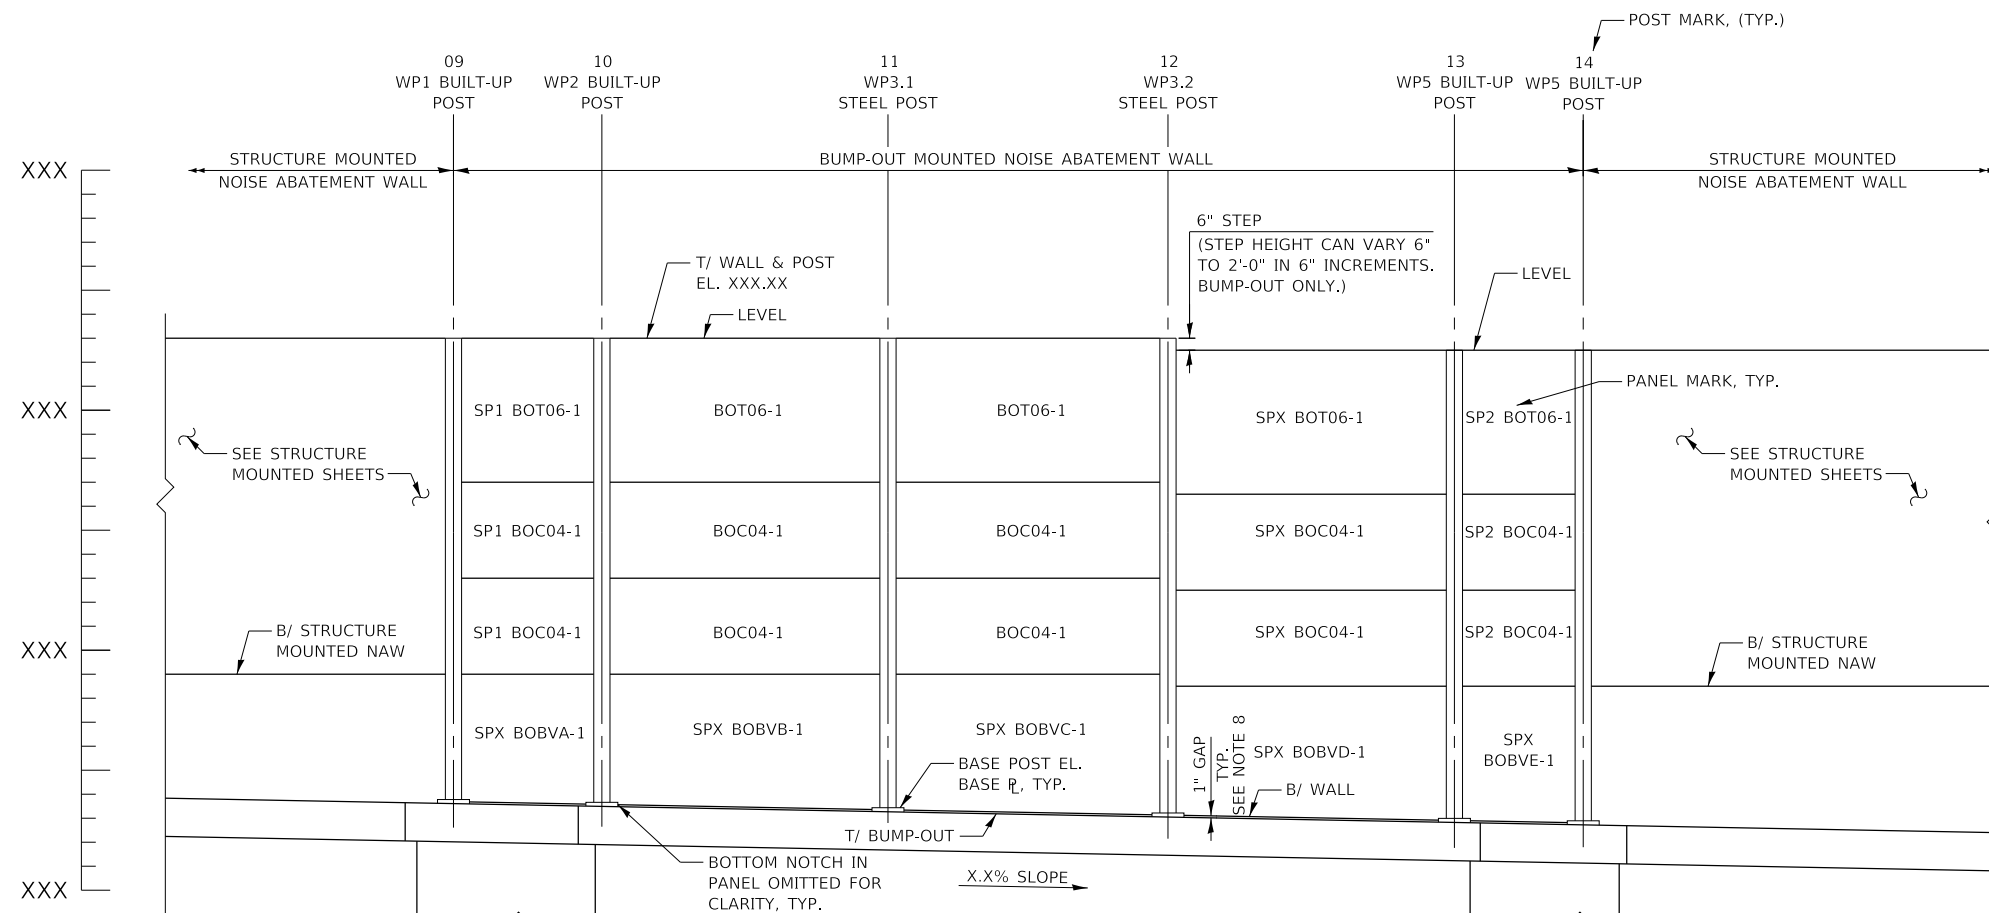 POST MARK, (TYP.)
09
WP1 BUILT-UP
POST
10
WP2 BUILT-UP
POST
11
WP3.1
STEEL POST
12
WP3.2
STEEL POST
13
WP5 BUILT-UP
POST
14
WP5 BUILT-UP
POST
XXX
STRUCTURE MOUNTED
NOISE ABATEMENT WALL
BUMP-OUT MOUNTED NOISE ABATEMENT WALL
STRUCTURE MOUNTED
NOISE ABATEMENT WALL
6" STEP
(STEP HEIGHT CAN VARY 6"
TO 2'-0" IN 6" INCREMENTS.
BUMP-OUT ONLY.)
T/ WALL & POST
EL. XXX.XX
LEVEL
LEVEL
PANEL MARK, TYP.
XXX
SP1 BOT06-1
BOT06-1
BOT06-1
SPX BOT06-1
SP2 BOT06-1
SEE STRUCTURE
MOUNTED SHEETS
SEE STRUCTURE
MOUNTED SHEETS
SP1 BOC04-1
BOC04-1
BOC04-1
SPX BOC04-1
SP2 BOC04-1
B/ STRUCTURE
MOUNTED NAW
SP1 BOC04-1
BOC04-1
BOC04-1
SPX BOC04-1
SP2 BOC04-1
B/ STRUCTURE
MOUNTED NAW
XXX
SPX BOBVA-1
SPX BOBVB-1
SPX BOBVC-1
SPX BOBVD-1
SPX
BOBVE-1
1" GAP
TYP.
SEE NOTE 8
BASE POST EL.
BASE ℄, TYP.
B/ WALL
T/ BUMP-OUT
BOTTOM NOTCH IN
PANEL OMITTED FOR
CLARITY, TYP.
X.X% SLOPE
XXX